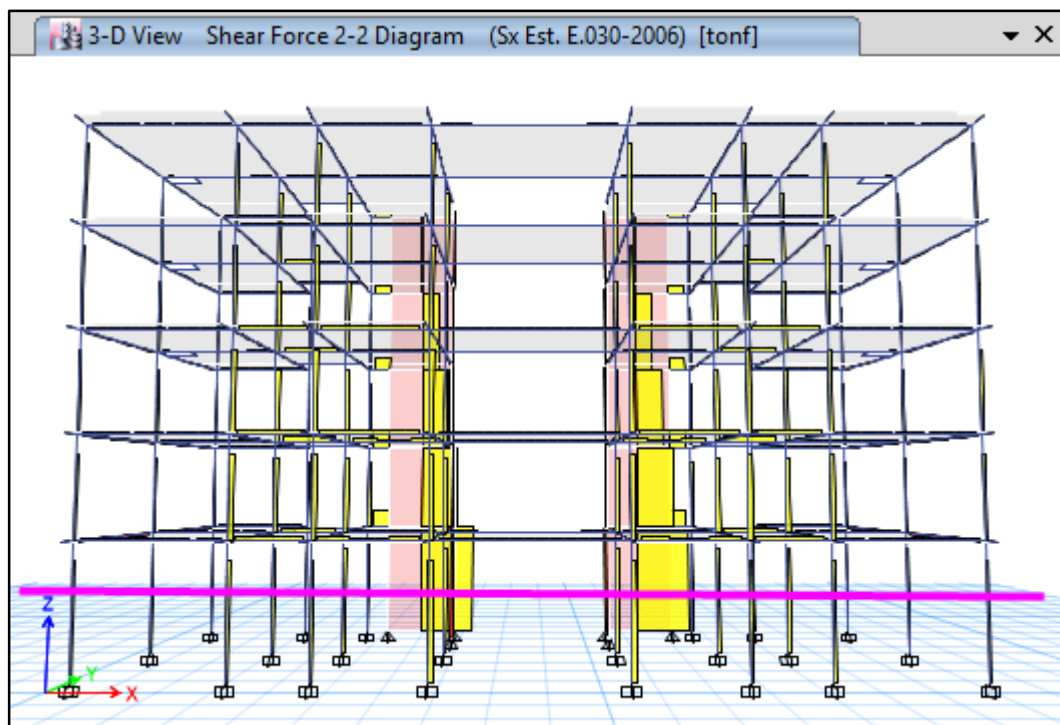 3-D View Shear Force 2-2 Diagram (Sx Est. E.030-2006) [tonf]
Z
Y
X